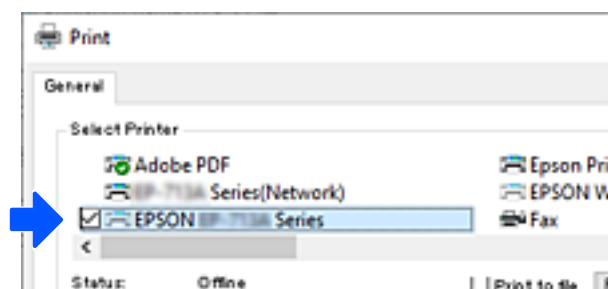 Print
General
Select Printer
Adobe PDF
Epson Pri
Series(Network)
EPSON W
EPSON Series
Fax
Status: Offline
Print to file